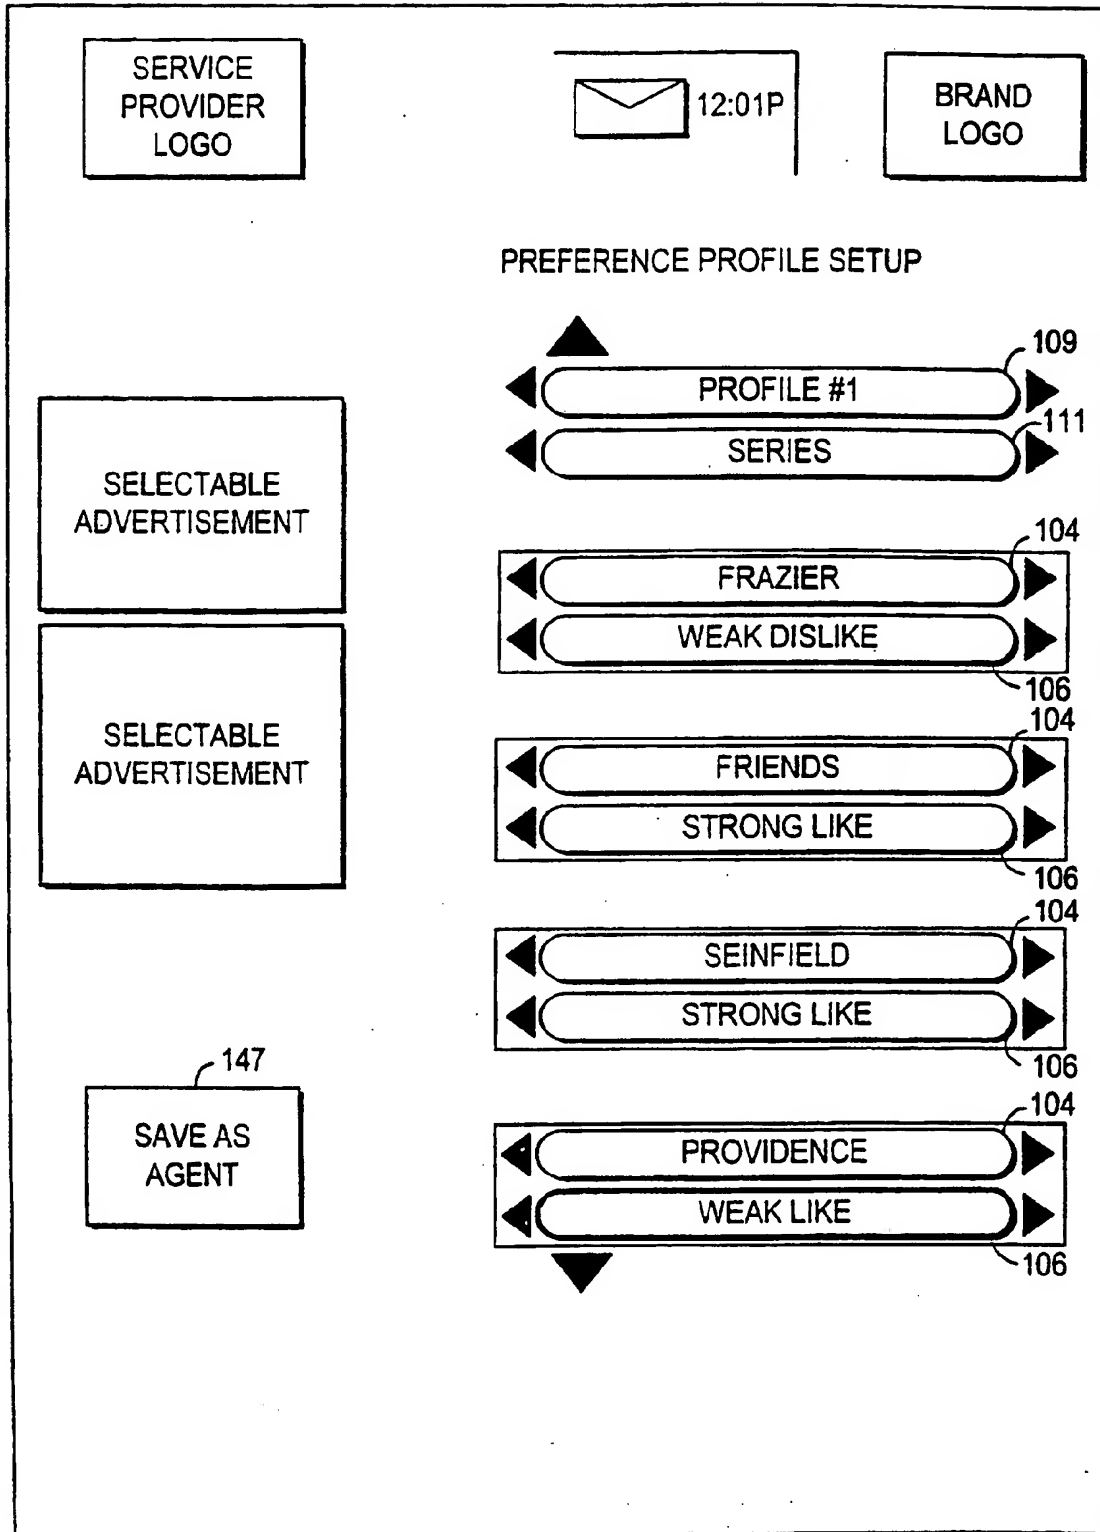 SERVICE
PROVIDER
LOGO
12:01P
BRAND
LOGO
PREFERENCE PROFILE SETUP
109
PROFILE #1
111
SERIES
SELECTABLE
ADVERTISEMENT
104
FRAZIER
WEAK DISLIKE
106
SELECTABLE
ADVERTISEMENT
104
FRIENDS
STRONG LIKE
106
104
SEINFIELD
STRONG LIKE
106
147
SAVE AS
AGENT
104
PROVIDENCE
WEAK LIKE
106